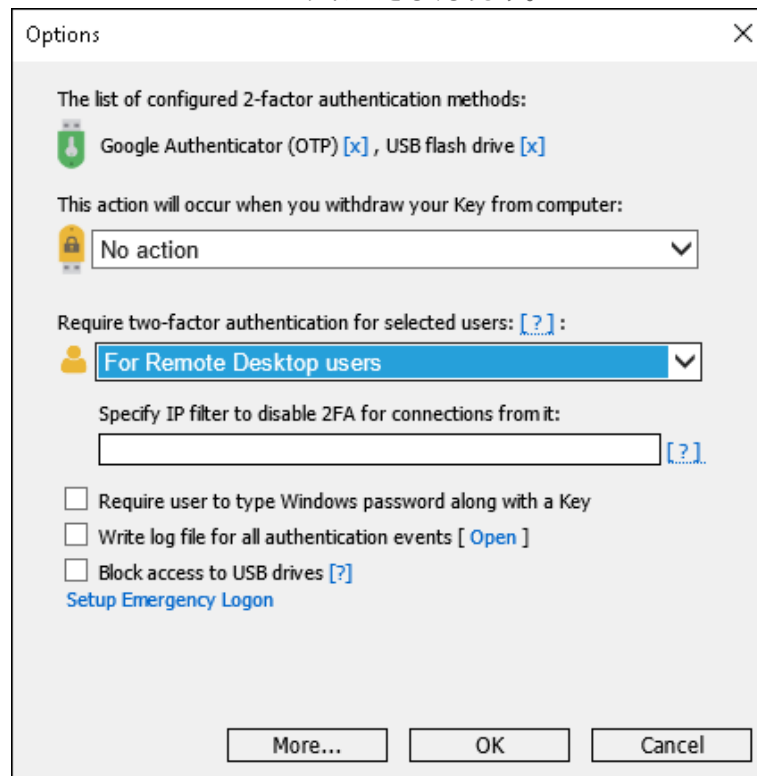 Options
The list of configured 2-factor authentication methods:
Google Authenticator (OTP) [x] , USB flash drive [x]
This action will occur when you withdraw your Key from computer:
No action
Require two-factor authentication for selected users: [?] :
For Remote Desktop users
Specify IP filter to disable 2FA for connections from it:
[?]
Require user to type Windows password along with a Key
Write log file for all authentication events [ Open ]
Block access to USB drives [?]
Setup Emergency Logon
More... OK Cancel